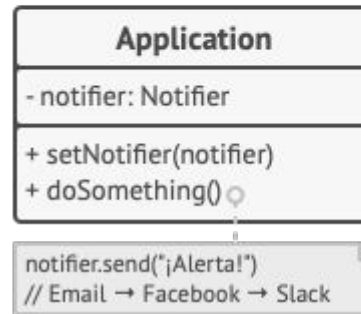 Application
- notifier: Notifier
+ setNotifier(notifier)
+ doSomething()
notifier.send("¡Alerta!")
// Email → Facebook → Slack